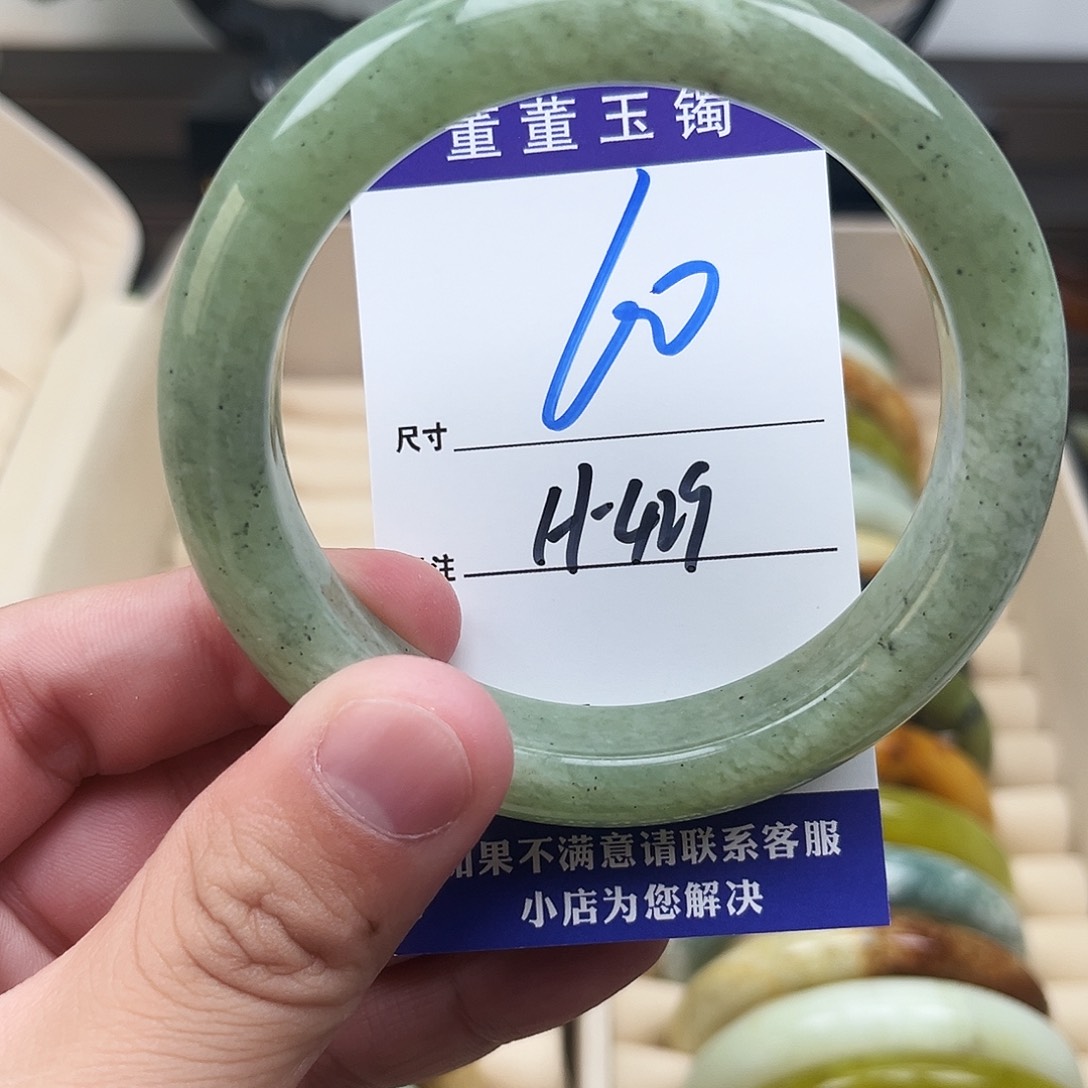 董董玉镯
60
尺寸
H-429
注
如果不满意请联系客服
小店为您解决